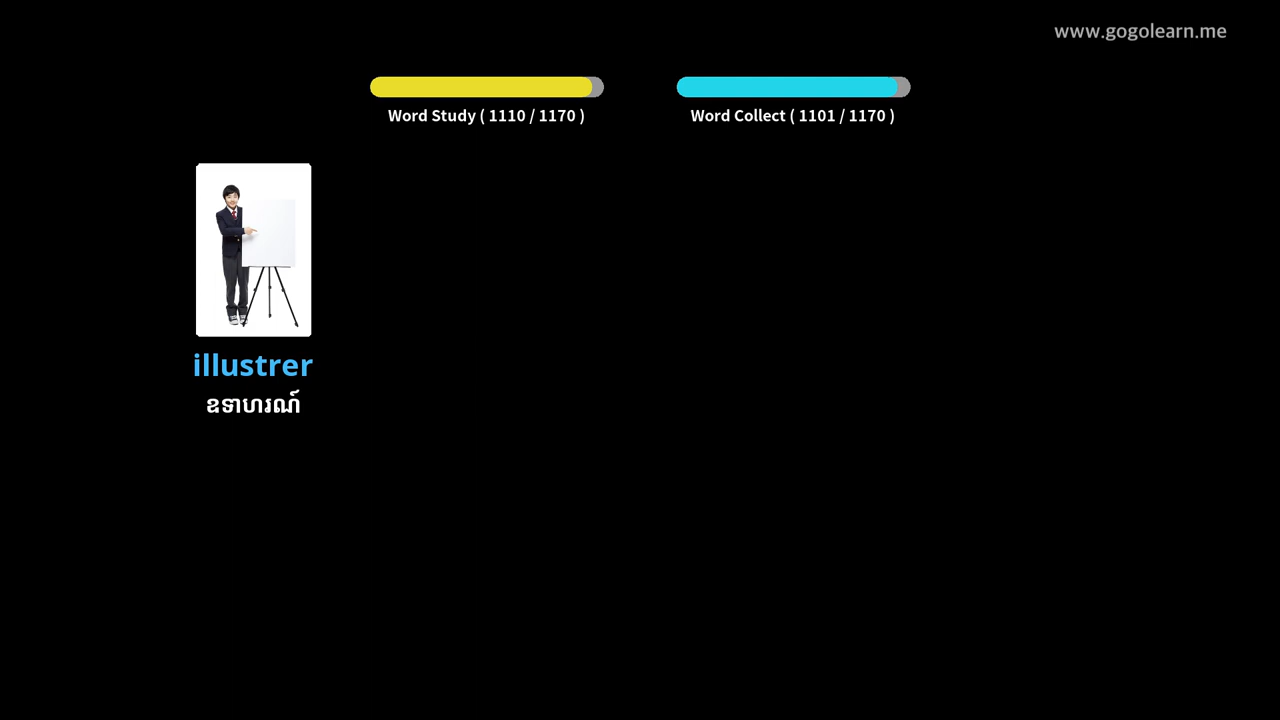 www.gogolearn.me
Word Study ( 1110 / 1170 )
Word Collect ( 1101 / 1170 )
illustrer
ឧទាហរណ៍